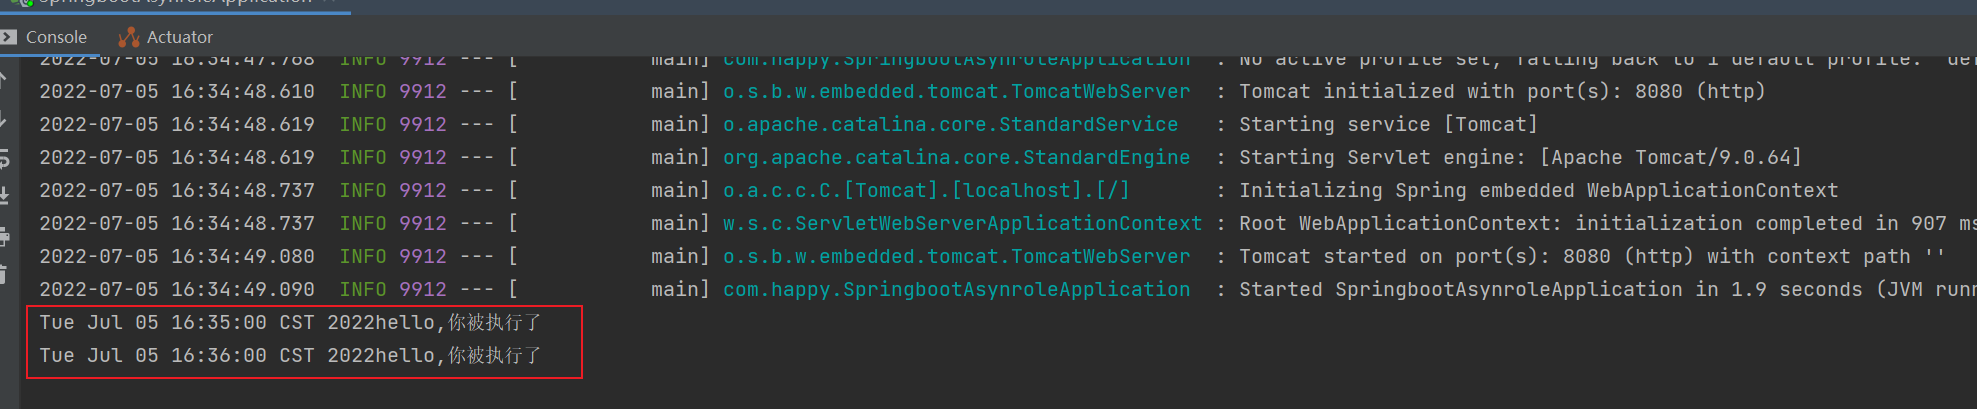 SpringbootAsynroleApplication
Console Actuator
2022-07-05 16:34:47.768 INFO 9912 --- [ main] com.happy.SpringbootAsynroleApplication : No active profile set, falling back to 1 default profile: "def
2022-07-05 16:34:48.610 INFO 9912 --- [ main] o.s.b.w.embedded.tomcat.TomcatWebServer : Tomcat initialized with port(s): 8080 (http)
2022-07-05 16:34:48.619 INFO 9912 --- [ main] o.apache.catalina.core.StandardService : Starting service [Tomcat]
2022-07-05 16:34:48.619 INFO 9912 --- [ main] org.apache.catalina.core.StandardEngine : Starting Servlet engine: [Apache Tomcat/9.0.64]
2022-07-05 16:34:48.737 INFO 9912 --- [ main] o.a.c.c.C.[Tomcat].[localhost].[/] : Initializing Spring embedded WebApplicationContext
2022-07-05 16:34:48.737 INFO 9912 --- [ main] w.s.c.ServletWebServerApplicationContext : Root WebApplicationContext: initialization completed in 907 ms
2022-07-05 16:34:49.080 INFO 9912 --- [ main] o.s.b.w.embedded.tomcat.TomcatWebServer : Tomcat started on port(s): 8080 (http) with context path ''
2022-07-05 16:34:49.090 INFO 9912 --- [ main] com.happy.SpringbootAsynroleApplication : Started SpringbootAsynroleApplication in 1.9 seconds (JVM runn
Tue Jul 05 16:35:00 CST 2022hello,你被执行了
Tue Jul 05 16:36:00 CST 2022hello,你被执行了